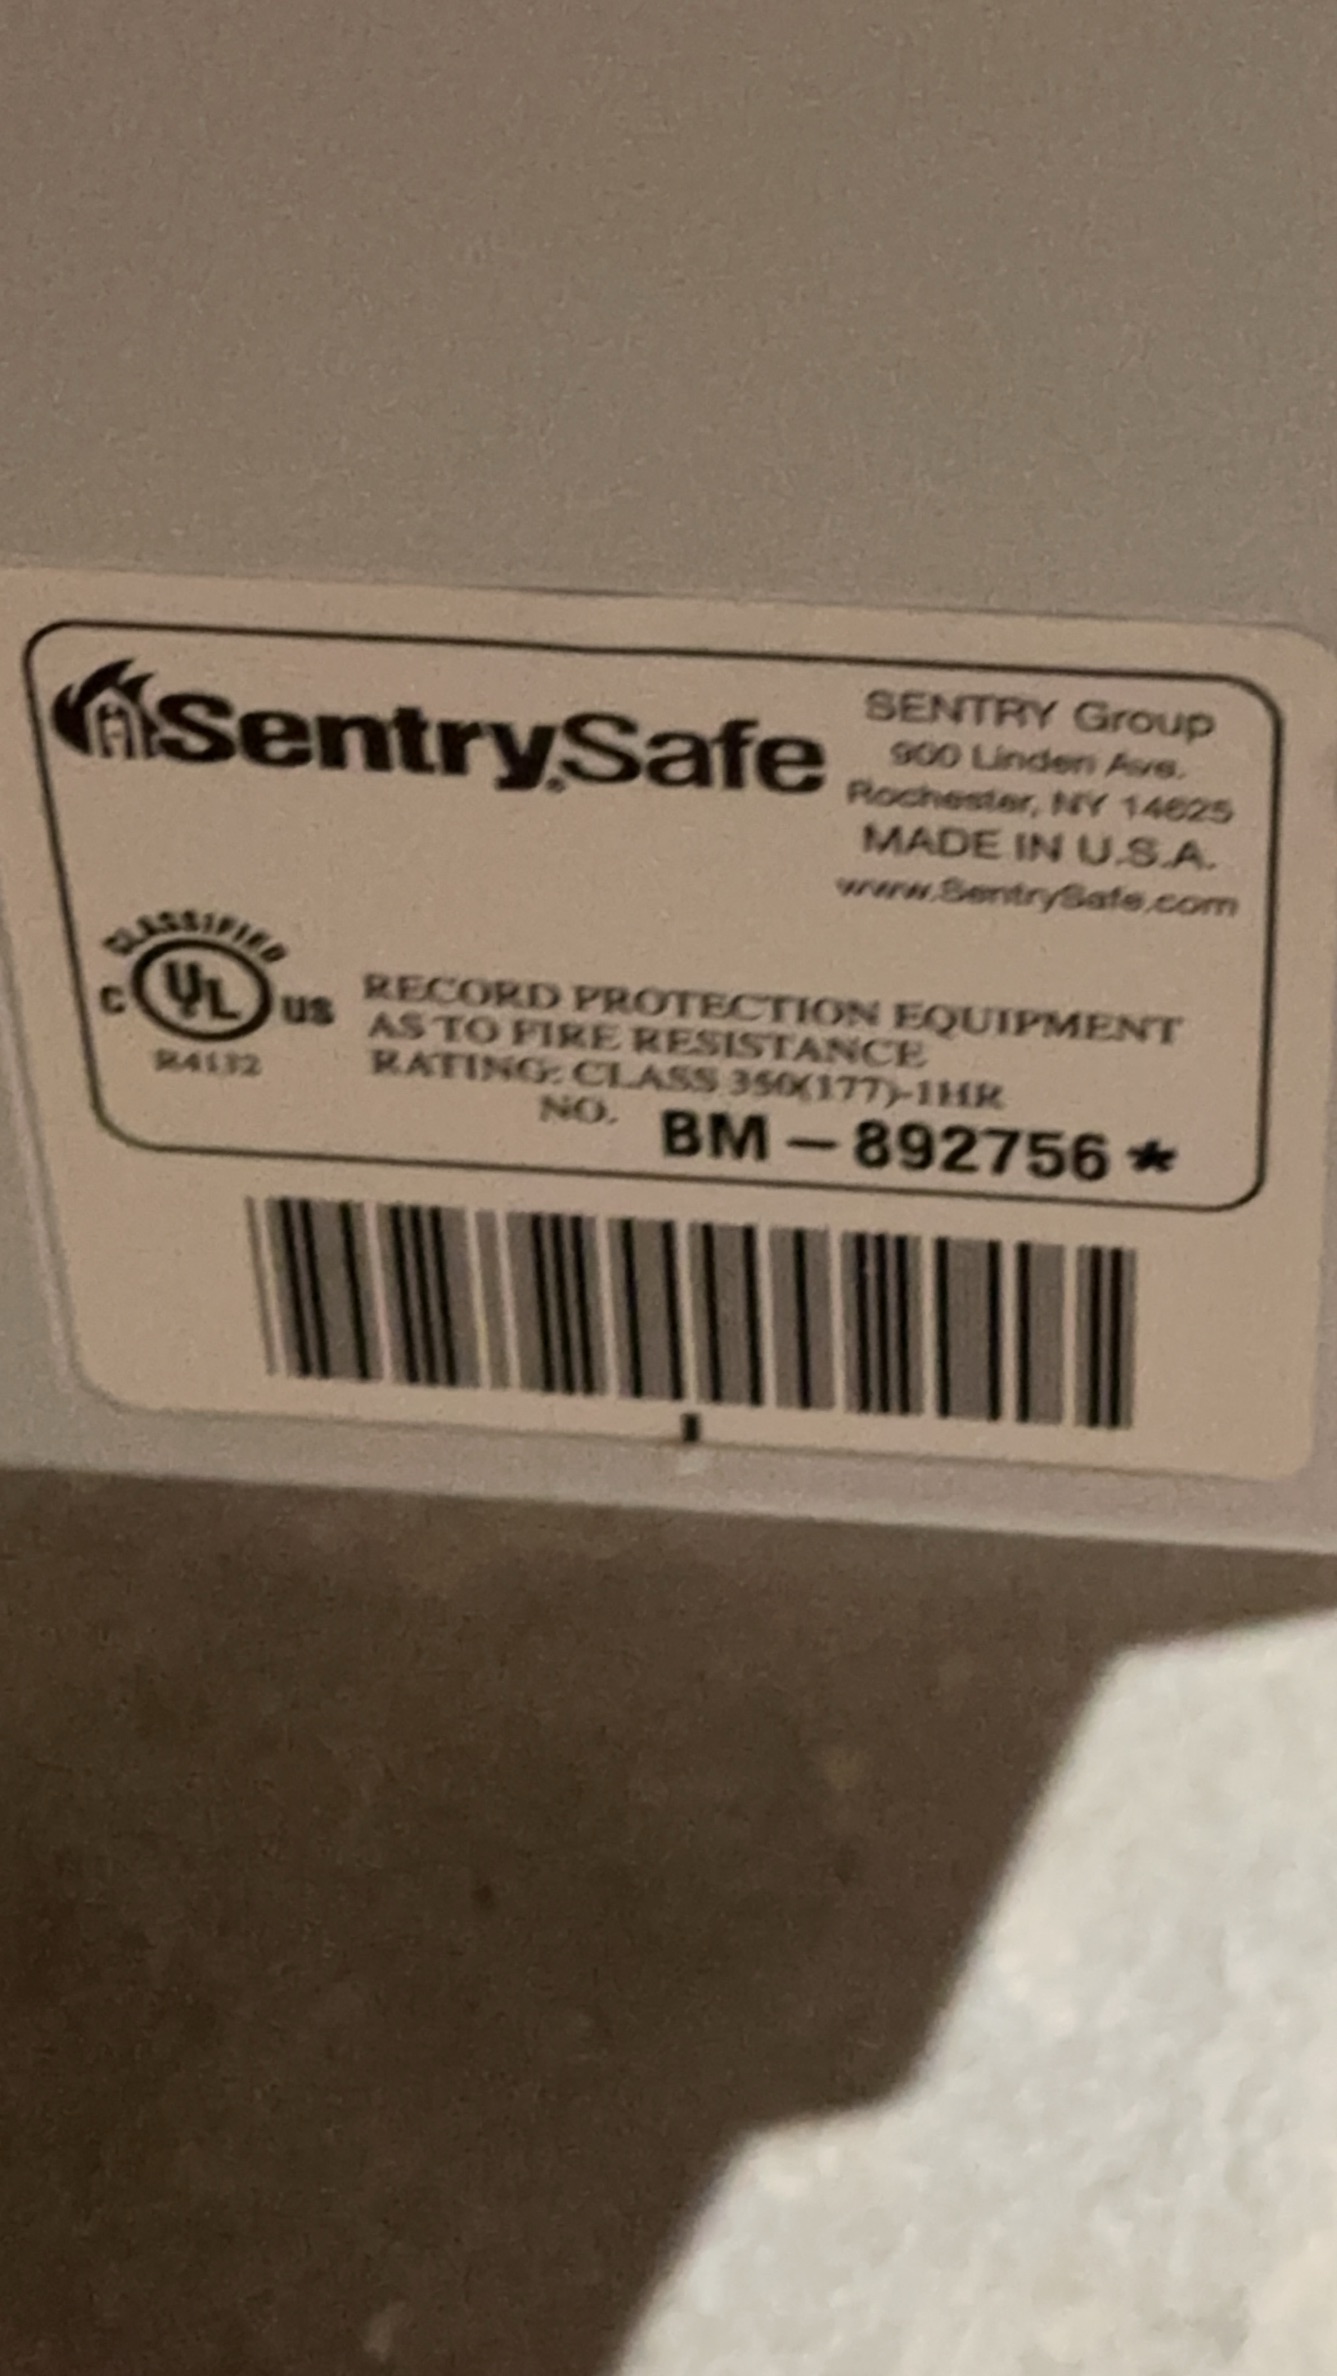 SentrySafe
SENTRY Group
900 Linden Ave.
Rochester, NY 14625
MADE IN U.S.A.
www.SentrySafe.com
CLASSIFIED
C UL US
R4132
RECORD PROTECTION EQUIPMENT
AS TO FIRE RESISTANCE
RATING: CLASS 350(177)-1HR
NO. BM-892756*